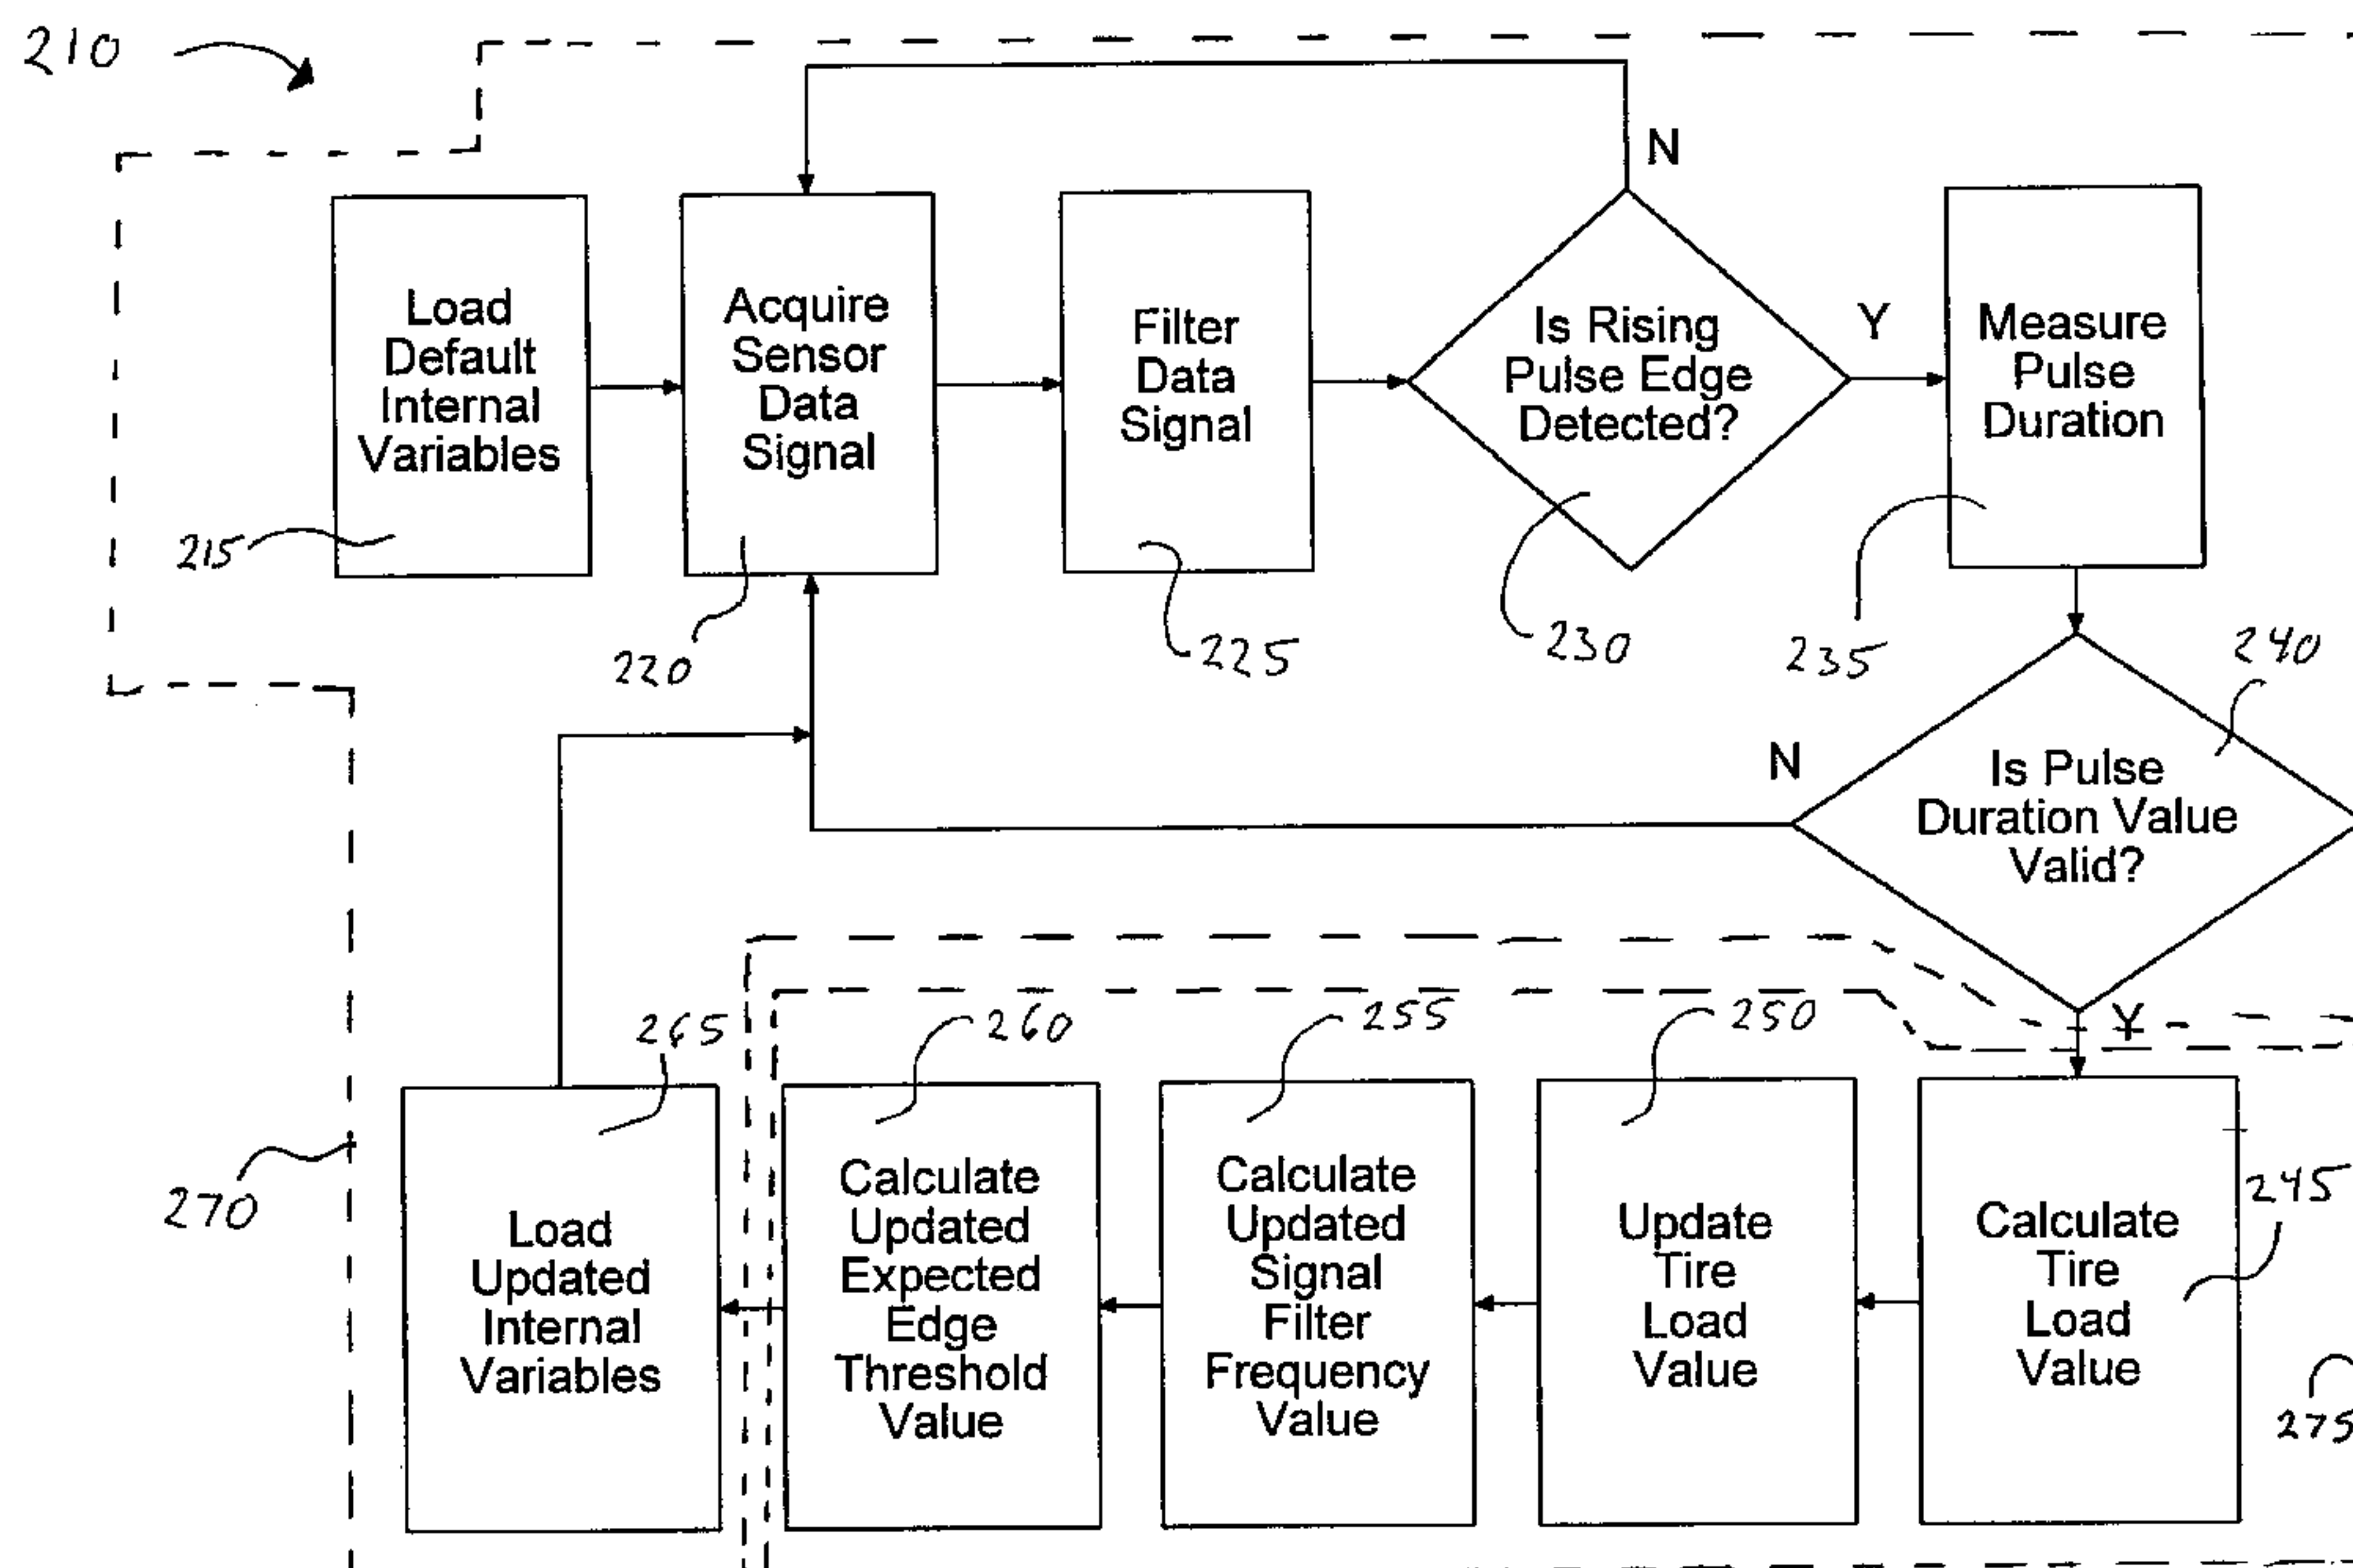 210
N
Load
Default
Internal
Variables
Acquire
Sensor
Data
Signal
Filter
Data
Signal
Is Rising
Pulse Edge
Detected?
Y
Measure
Pulse
Duration
215
220
225
230
235
240
N
Is Pulse
Duration Value
Valid?
Y
265
260
255
250
245
270
Load
Updated
Internal
Variables
Calculate
Updated
Expected
Edge
Threshold
Value
Calculate
Updated
Signal
Filter
Frequency
Value
Update
Tire
Load
Value
Calculate
Tire
Load
Value
275